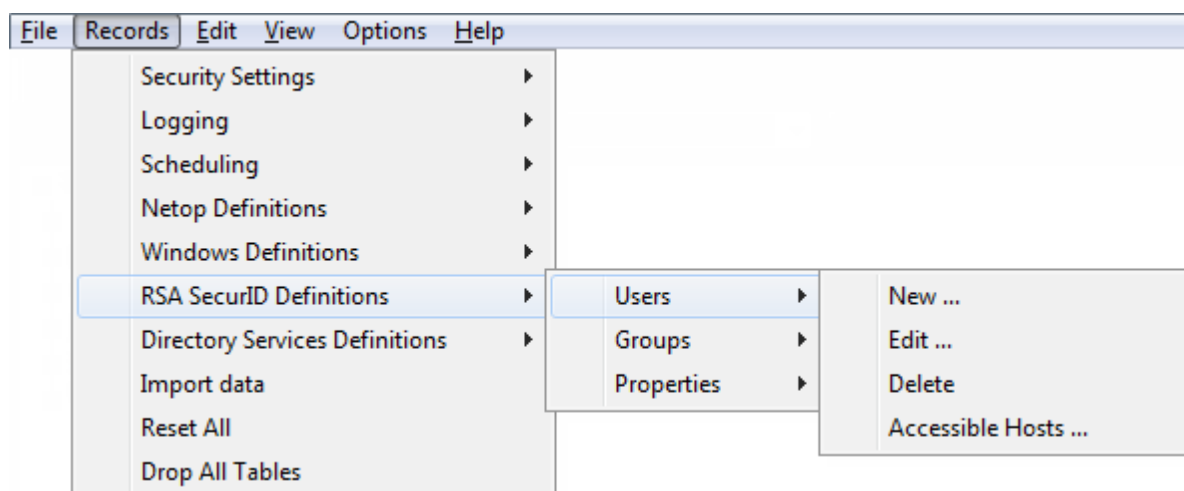 File Records Edit View Options Help
Security Settings
Logging
Scheduling
Netop Definitions
Windows Definitions
RSA SecurID Definitions Users New ...
Directory Services Definitions Groups Edit ...
Import data Properties Delete
Reset All Accessible Hosts ...
Drop All Tables